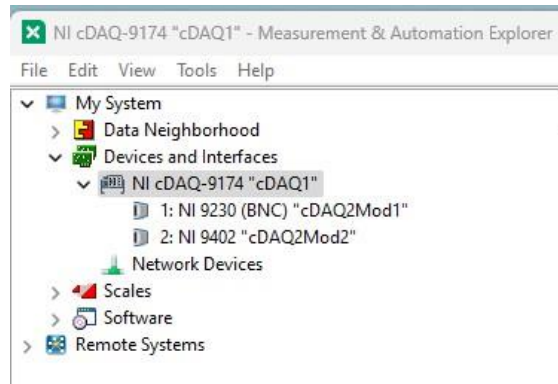 NI cDAQ-9174 "cDAQ1" - Measurement & Automation Explorer
File Edit View Tools Help
My System
Data Neighborhood
Devices and Interfaces
NI cDAQ-9174 "cDAQ1"
1: NI 9230 (BNC) "cDAQ2Mod1"
2: NI 9402 "cDAQ2Mod2"
Network Devices
Scales
Software
Remote Systems